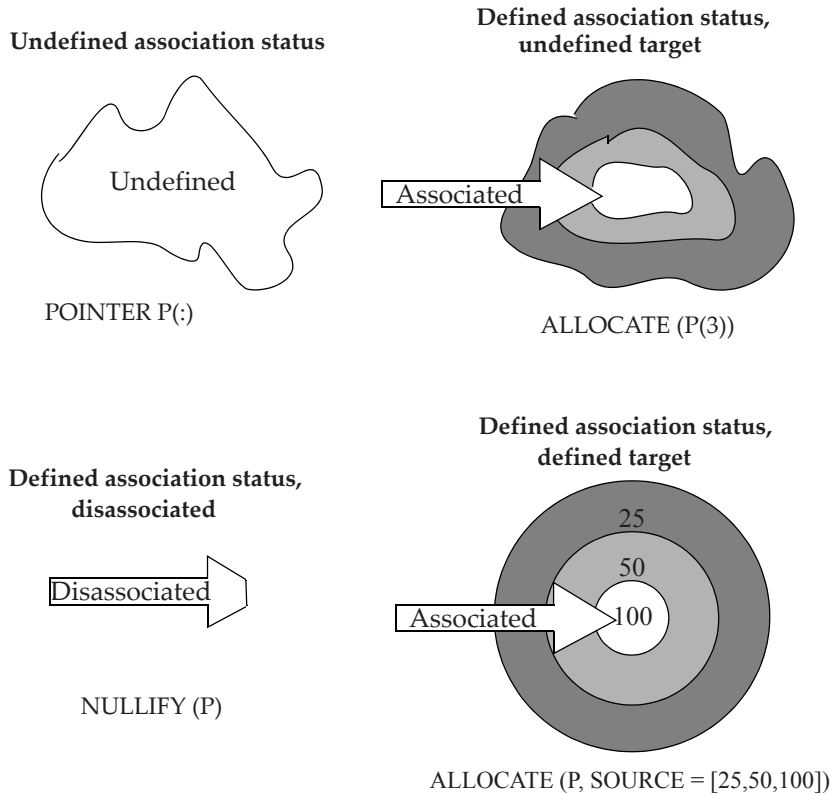 Undefined association status
Undefined
POINTER P(:)
Defined association status,
undefined target
Associated
ALLOCATE (P(3))
Defined association status,
disassociated
Disassociated
NULLIFY (P)
Defined association status,
defined target
25
50
100
Associated
ALLOCATE (P, SOURCE = [25,50,100])